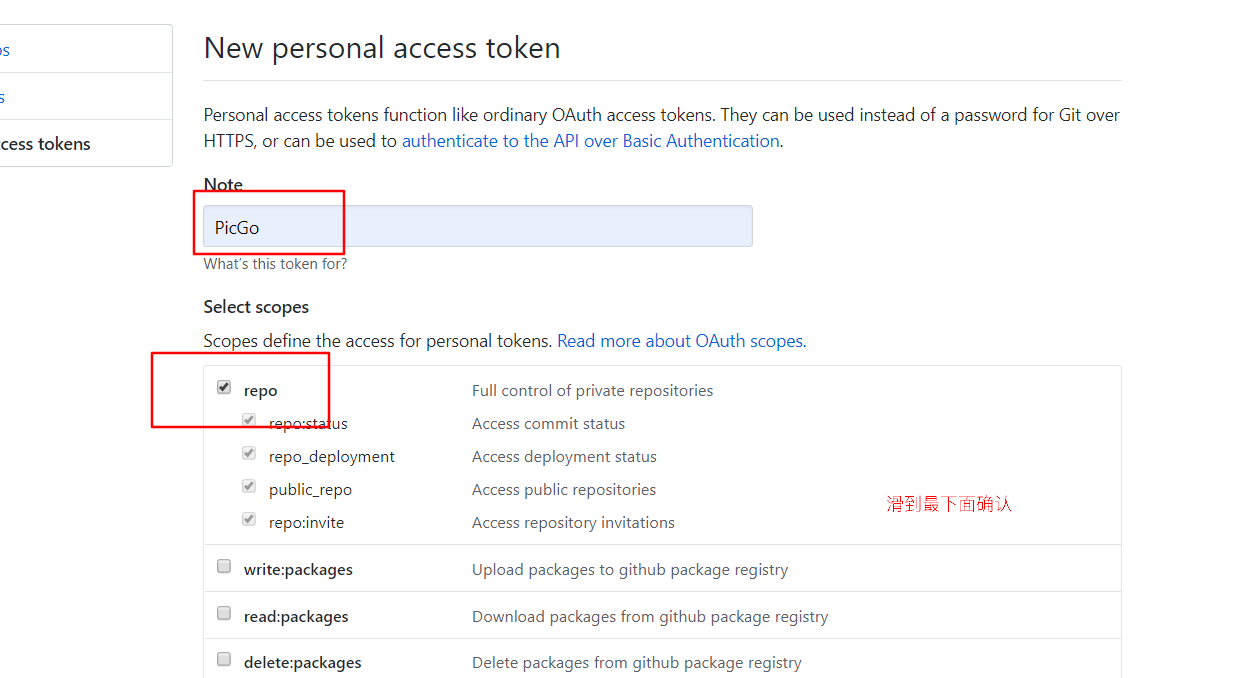 os
New personal access token
s
Personal access tokens function like ordinary OAuth access tokens. They can be used instead of a password for Git over
HTTPS, or can be used to authenticate to the API over Basic Authentication.
cess tokens
Note
PicGo
What's this token for?
Select scopes
Scopes define the access for personal tokens. Read more about OAuth scopes.
repo Full control of private repositories
repo:status Access commit status
repo_deployment Access deployment status
public_repo Access public repositories
repo:invite Access repository invitations
滑到最下面确认
write:packages Upload packages to github package registry
read:packages Download packages from github package registry
delete:packages Delete packages from github package registry